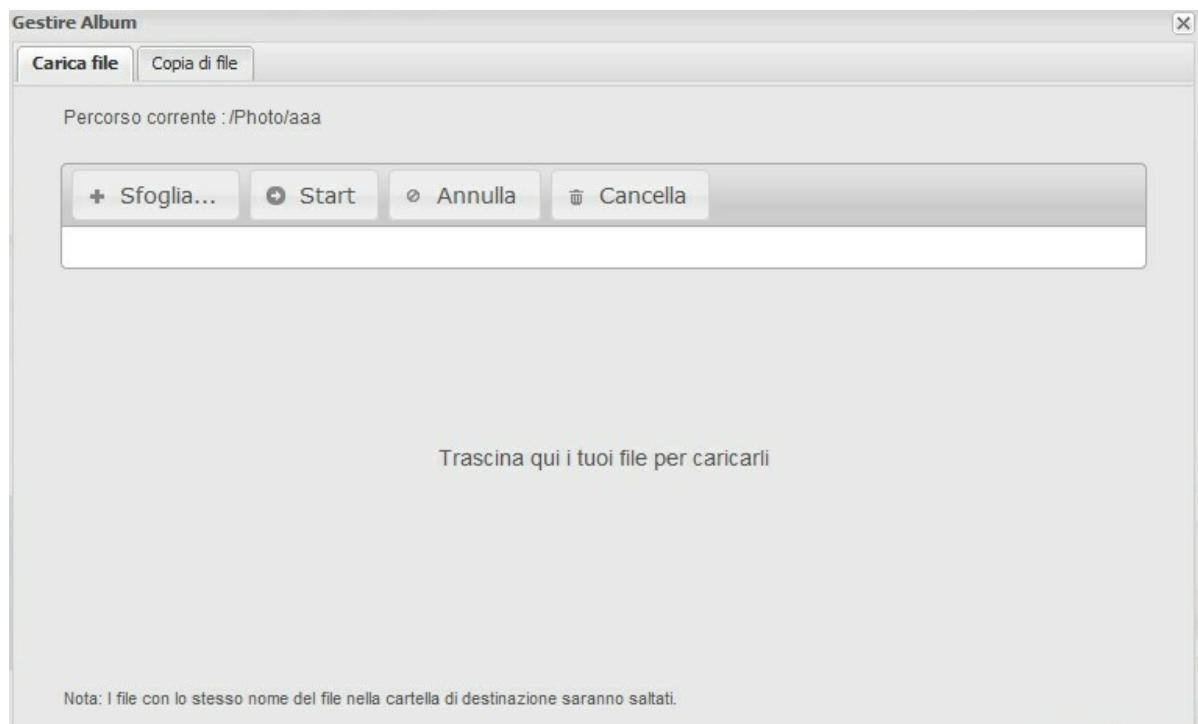 Gestire Album
Carica file Copia di file
Percorso corrente : /Photo/aaa
Sfoglia... Start Annulla Cancella
Trascina qui i tuoi file per caricarli
Nota: I file con lo stesso nome del file nella cartella di destinazione saranno saltati.